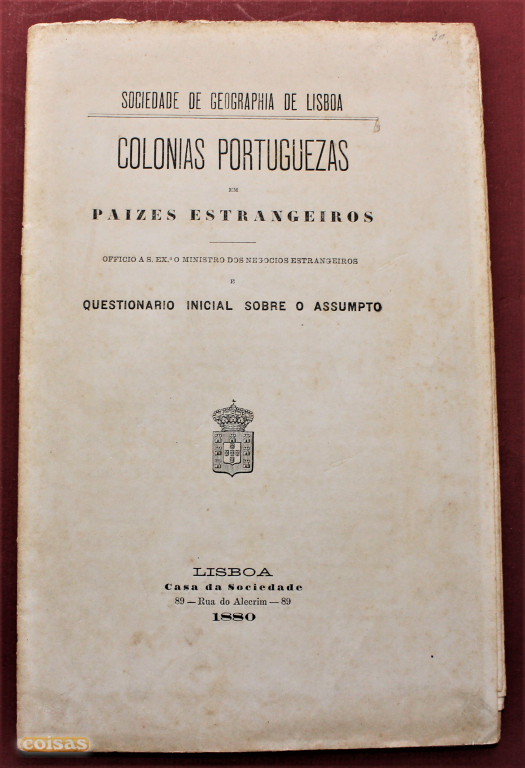 SOCIEDADE DE GEOGRAPHIA DE LISBOA
COLONIAS PORTUGUEZAS
EM
PAIZES ESTRANGEIROS
OFFICIO A S. EX.ª O MINISTRO DOS NEGOCIOS ESTRANGEIROS
E
QUESTIONARIO INICIAL SOBRE O ASSUMPTO
LISBOA
Casa da Sociedade
89 — Rua do Alecrim — 89
1880
coisas